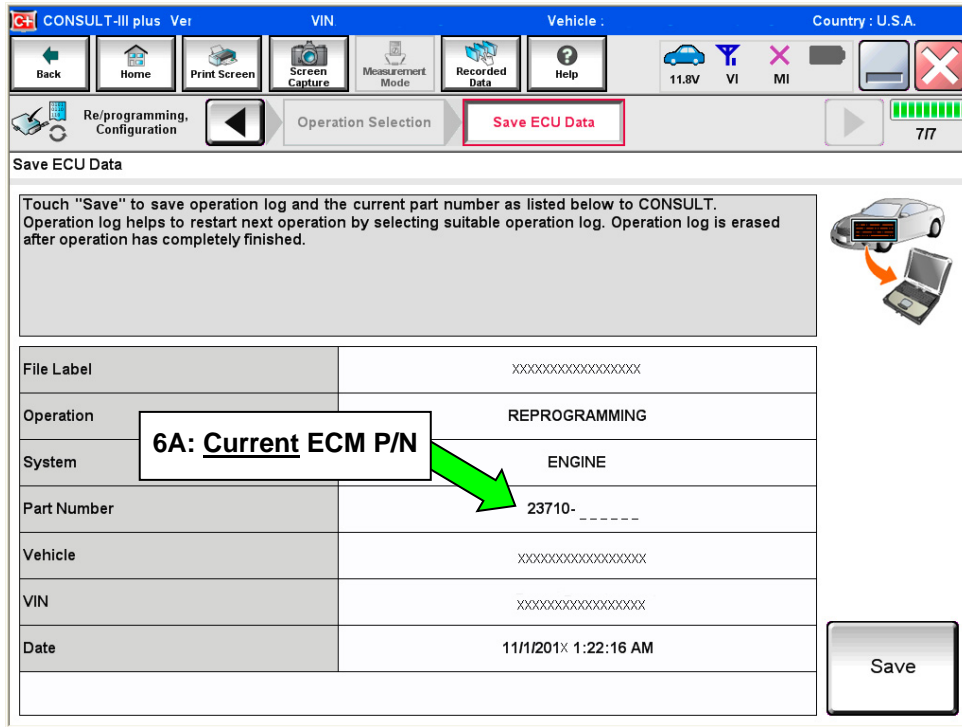 C+ CONSULT-III plus Ver VIN Vehicle : Country : U.S.A.
Back Home Print Screen Screen Capture Measurement Mode Recorded Data ? Help 11.8V VI MI
Re/programming, Configuration Operation Selection Save ECU Data 7/7
Save ECU Data
Touch "Save" to save operation log and the current part number as listed below to CONSULT.
Operation log helps to restart next operation by selecting suitable operation log. Operation log is erased
after operation has completely finished.
File Label XXXXXXXXXXXXXXXXX
Operation REPROGRAMMING
6A: Current ECM P/N
System ENGINE
Part Number 23710-_ _ _ _ _ _
Vehicle XXXXXXXXXXXXXXXXX
VIN XXXXXXXXXXXXXXXXX
Date 11/1/201X 1:22:16 AM
Save